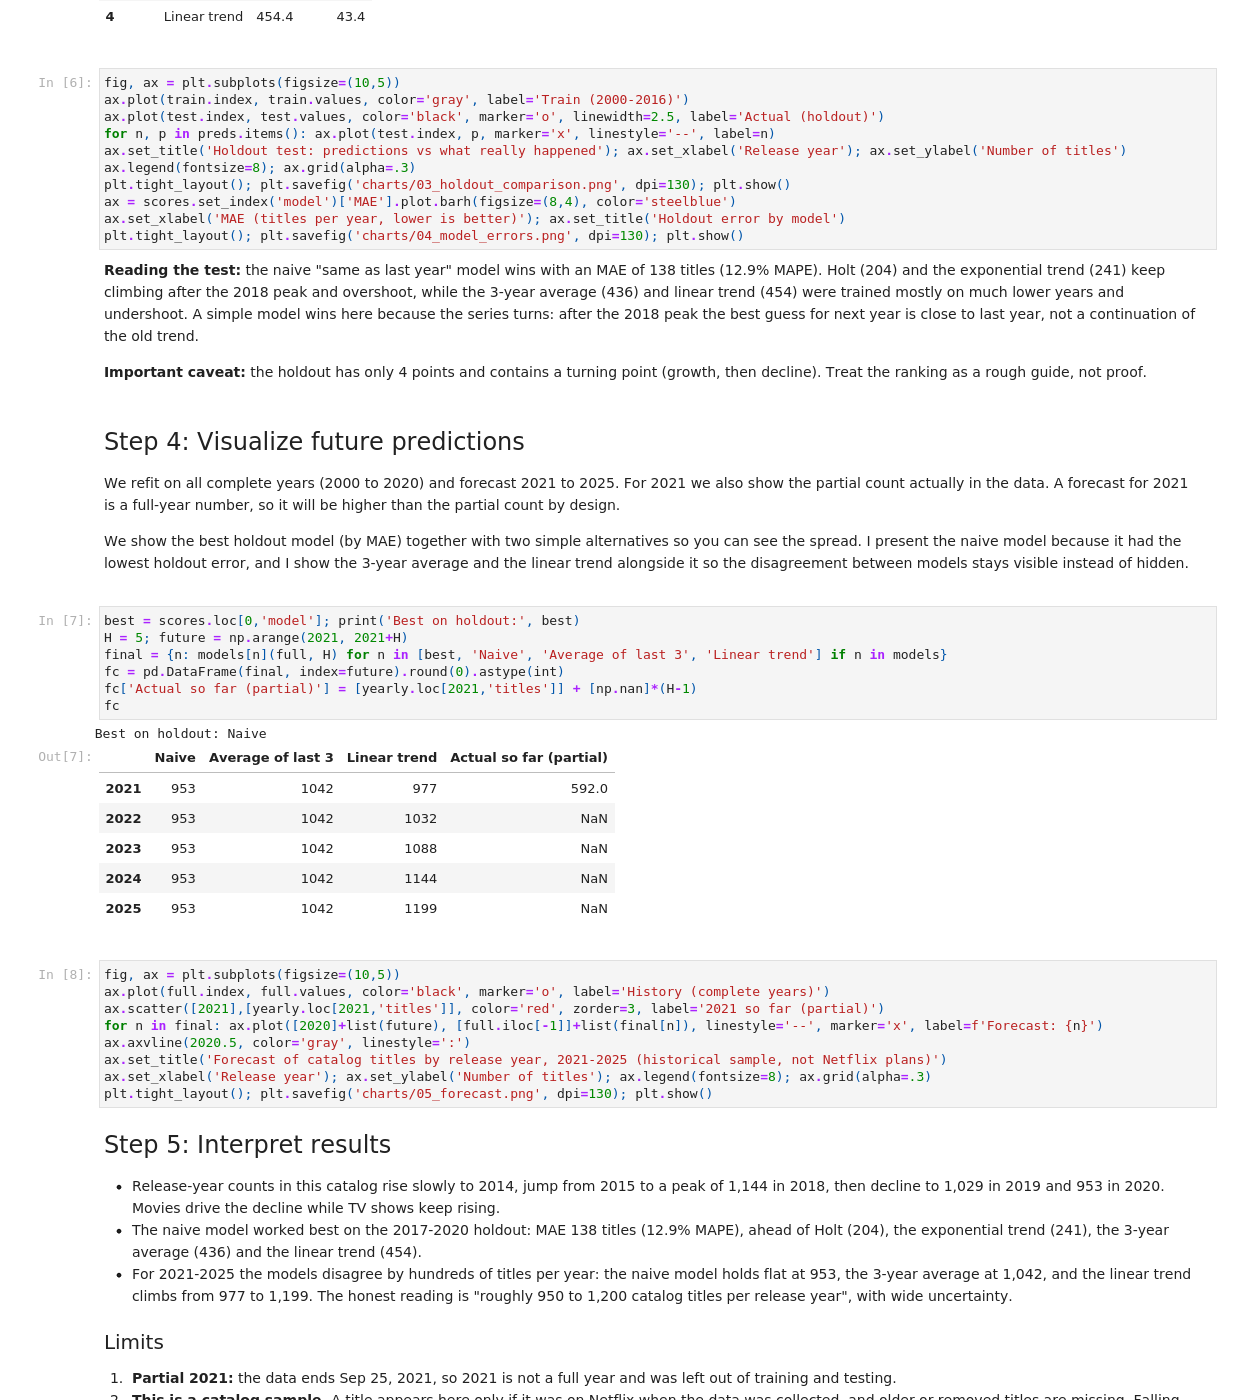 4 Linear trend 454.4 43.4
In [6]: fig, ax = plt.subplots(figsize=(10,5))
ax.plot(train.index, train.values, color='gray', label='Train (2000-2016)')
ax.plot(test.index, test.values, color='black', marker='o', linewidth=2.5, label='Actual (holdout)')
for n, p in preds.items(): ax.plot(test.index, p, marker='x', linestyle='--', label=n)
ax.set_title('Holdout test: predictions vs what really happened'); ax.set_xlabel('Release year'); ax.set_ylabel('Number of titles')
ax.legend(fontsize=8); ax.grid(alpha=.3)
plt.tight_layout(); plt.savefig('charts/03_holdout_comparison.png', dpi=130); plt.show()
ax = scores.set_index('model')['MAE'].plot.barh(figsize=(8,4), color='steelblue')
ax.set_xlabel('MAE (titles per year, lower is better)'); ax.set_title('Holdout error by model')
plt.tight_layout(); plt.savefig('charts/04_model_errors.png', dpi=130); plt.show()
Reading the test: the naive "same as last year" model wins with an MAE of 138 titles (12.9% MAPE). Holt (204) and the exponential trend (241) keep
climbing after the 2018 peak and overshoot, while the 3-year average (436) and linear trend (454) were trained mostly on much lower years and
undershoot. A simple model wins here because the series turns: after the 2018 peak the best guess for next year is close to last year, not a continuation of
the old trend.
Important caveat: the holdout has only 4 points and contains a turning point (growth, then decline). Treat the ranking as a rough guide, not proof.
Step 4: Visualize future predictions
We refit on all complete years (2000 to 2020) and forecast 2021 to 2025. For 2021 we also show the partial count actually in the data. A forecast for 2021
is a full-year number, so it will be higher than the partial count by design.
We show the best holdout model (by MAE) together with two simple alternatives so you can see the spread. I present the naive model because it had the
lowest holdout error, and I show the 3-year average and the linear trend alongside it so the disagreement between models stays visible instead of hidden.
In [7]: best = scores.loc[0,'model']; print('Best on holdout:', best)
H = 5; future = np.arange(2021, 2021+H)
final = {n: models[n](full, H) for n in [best, 'Naive', 'Average of last 3', 'Linear trend'] if n in models}
fc = pd.DataFrame(final, index=future).round(0).astype(int)
fc['Actual so far (partial)'] = [yearly.loc[2021,'titles']] + [np.nan]*(H-1)
fc
Best on holdout: Naive
Out[7]: Naive Average of last 3 Linear trend Actual so far (partial)
2021 953 1042 977 592.0
2022 953 1042 1032 NaN
2023 953 1042 1088 NaN
2024 953 1042 1144 NaN
2025 953 1042 1199 NaN
In [8]: fig, ax = plt.subplots(figsize=(10,5))
ax.plot(full.index, full.values, color='black', marker='o', label='History (complete years)')
ax.scatter([2021],[yearly.loc[2021,'titles']], color='red', zorder=3, label='2021 so far (partial)')
for n in final: ax.plot([2020]+list(future), [full.iloc[-1]]+list(final[n]), linestyle='--', marker='x', label=f'Forecast: {n}')
ax.axvline(2020.5, color='gray', linestyle=':')
ax.set_title('Forecast of catalog titles by release year, 2021-2025 (historical sample, not Netflix plans)')
ax.set_xlabel('Release year'); ax.set_ylabel('Number of titles'); ax.legend(fontsize=8); ax.grid(alpha=.3)
plt.tight_layout(); plt.savefig('charts/05_forecast.png', dpi=130); plt.show()
Step 5: Interpret results
• Release-year counts in this catalog rise slowly to 2014, jump from 2015 to a peak of 1,144 in 2018, then decline to 1,029 in 2019 and 953 in 2020.
Movies drive the decline while TV shows keep rising.
• The naive model worked best on the 2017-2020 holdout: MAE 138 titles (12.9% MAPE), ahead of Holt (204), the exponential trend (241), the 3-year
average (436) and the linear trend (454).
• For 2021-2025 the models disagree by hundreds of titles per year: the naive model holds flat at 953, the 3-year average at 1,042, and the linear trend
climbs from 977 to 1,199. The honest reading is "roughly 950 to 1,200 catalog titles per release year", with wide uncertainty.
Limits
1. Partial 2021: the data ends Sep 25, 2021, so 2021 is not a full year and was left out of training and testing.
2. This is a catalog sample. A title appears here only if it was on Netflix when the data was collected, and older or removed titles are missing. Falling